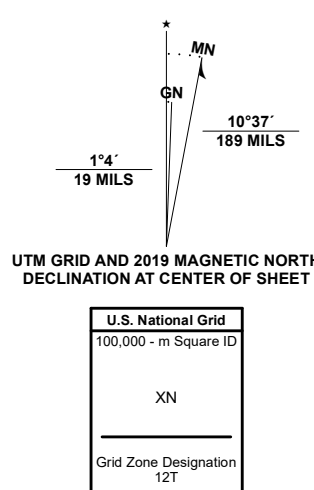 ★
MN
GN
10°37´
189 MILS
1°4´
19 MILS
UTM GRID AND 2019 MAGNETIC NORTH
DECLINATION AT CENTER OF SHEET
U.S. National Grid
100,000 - m Square ID
XN
Grid Zone Designation
12T